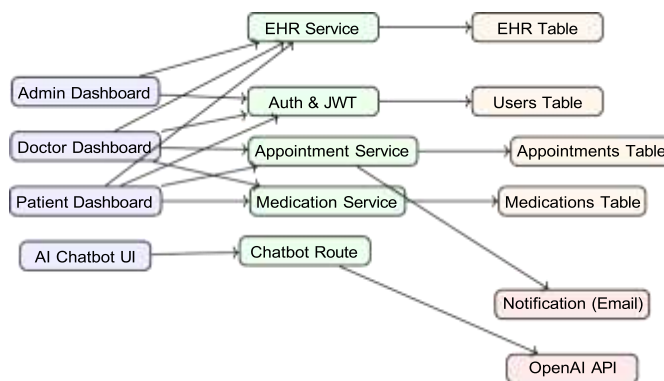 EHR Service
EHR Table
Admin Dashboard
Auth & JWT
Users Table
Doctor Dashboard
Appointment Service
Appointments Table
Patient Dashboard
Medication Service
Medications Table
AI Chatbot UI
Chatbot Route
Notification (Email)
OpenAI API